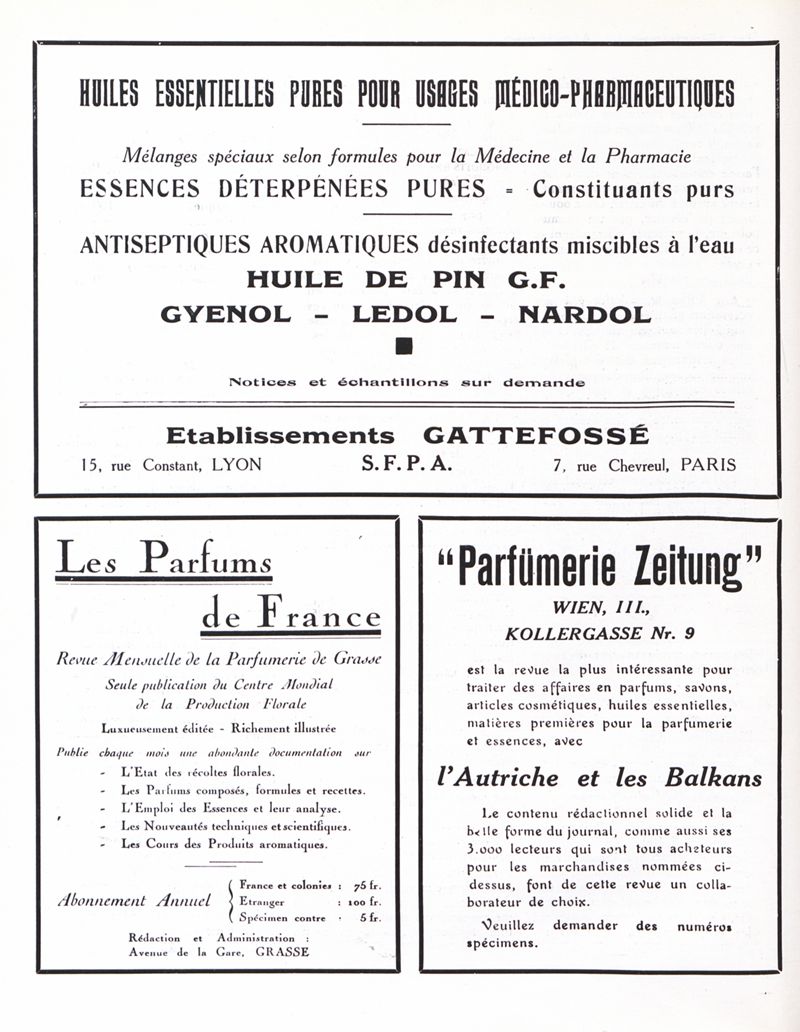 HUILES ESSENTIELLES PURES POUR USAGES MÉDICO-PHARMACEUTIQUES
Mélanges spéciaux selon formules pour la Médecine et la Pharmacie
ESSENCES DÉTERPÉNÉES PURES = Constituants purs
ANTISEPTIQUES AROMATIQUES désinfectants miscibles à l'eau
HUILE DE PIN G.F.
GYENOL - LEDOL - NARDOL
Notices et échantillons sur demande
Etablissements GATTEFOSSÉ
15, rue Constant, LYON S.F.P.A. 7, rue Chevreul, PARIS
Les Parfums
de France
Revue Mensuelle de la Parfumerie de Grasse
Seule publication du Centre Mondial
de la Production Florale
Luxueusement éditée - Richement illustrée
Publie chaque mois une abondante documentation sur
- L'Etat des récoltes florales.
- Les Parfums composés, formules et recettes.
- L'Emploi des Essences et leur analyse.
- Les Nouveautés techniques et scientifiques.
- Les Cours des Produits aromatiques.
Abonnement Annuel
France et colonies : 75 fr.
Etranger : 100 fr.
Spécimen contre · 5 fr.
Rédaction et Administration :
Avenue de la Gare, GRASSE
"Parfümerie Zeitung"
WIEN, III.,
KOLLERGASSE Nr. 9
est la revue la plus intéressante pour
traiter des affaires en parfums, savons,
articles cosmétiques, huiles essentielles,
matières premières pour la parfumerie
et essences, avec
l'Autriche et les Balkans
Le contenu rédactionnel solide et la
belle forme du journal, comme aussi ses
3.000 lecteurs qui sont tous acheteurs
pour les marchandises nommées ci-
dessus, font de cette revue un colla-
borateur de choix.
Veuillez demander des numéros
spécimens.